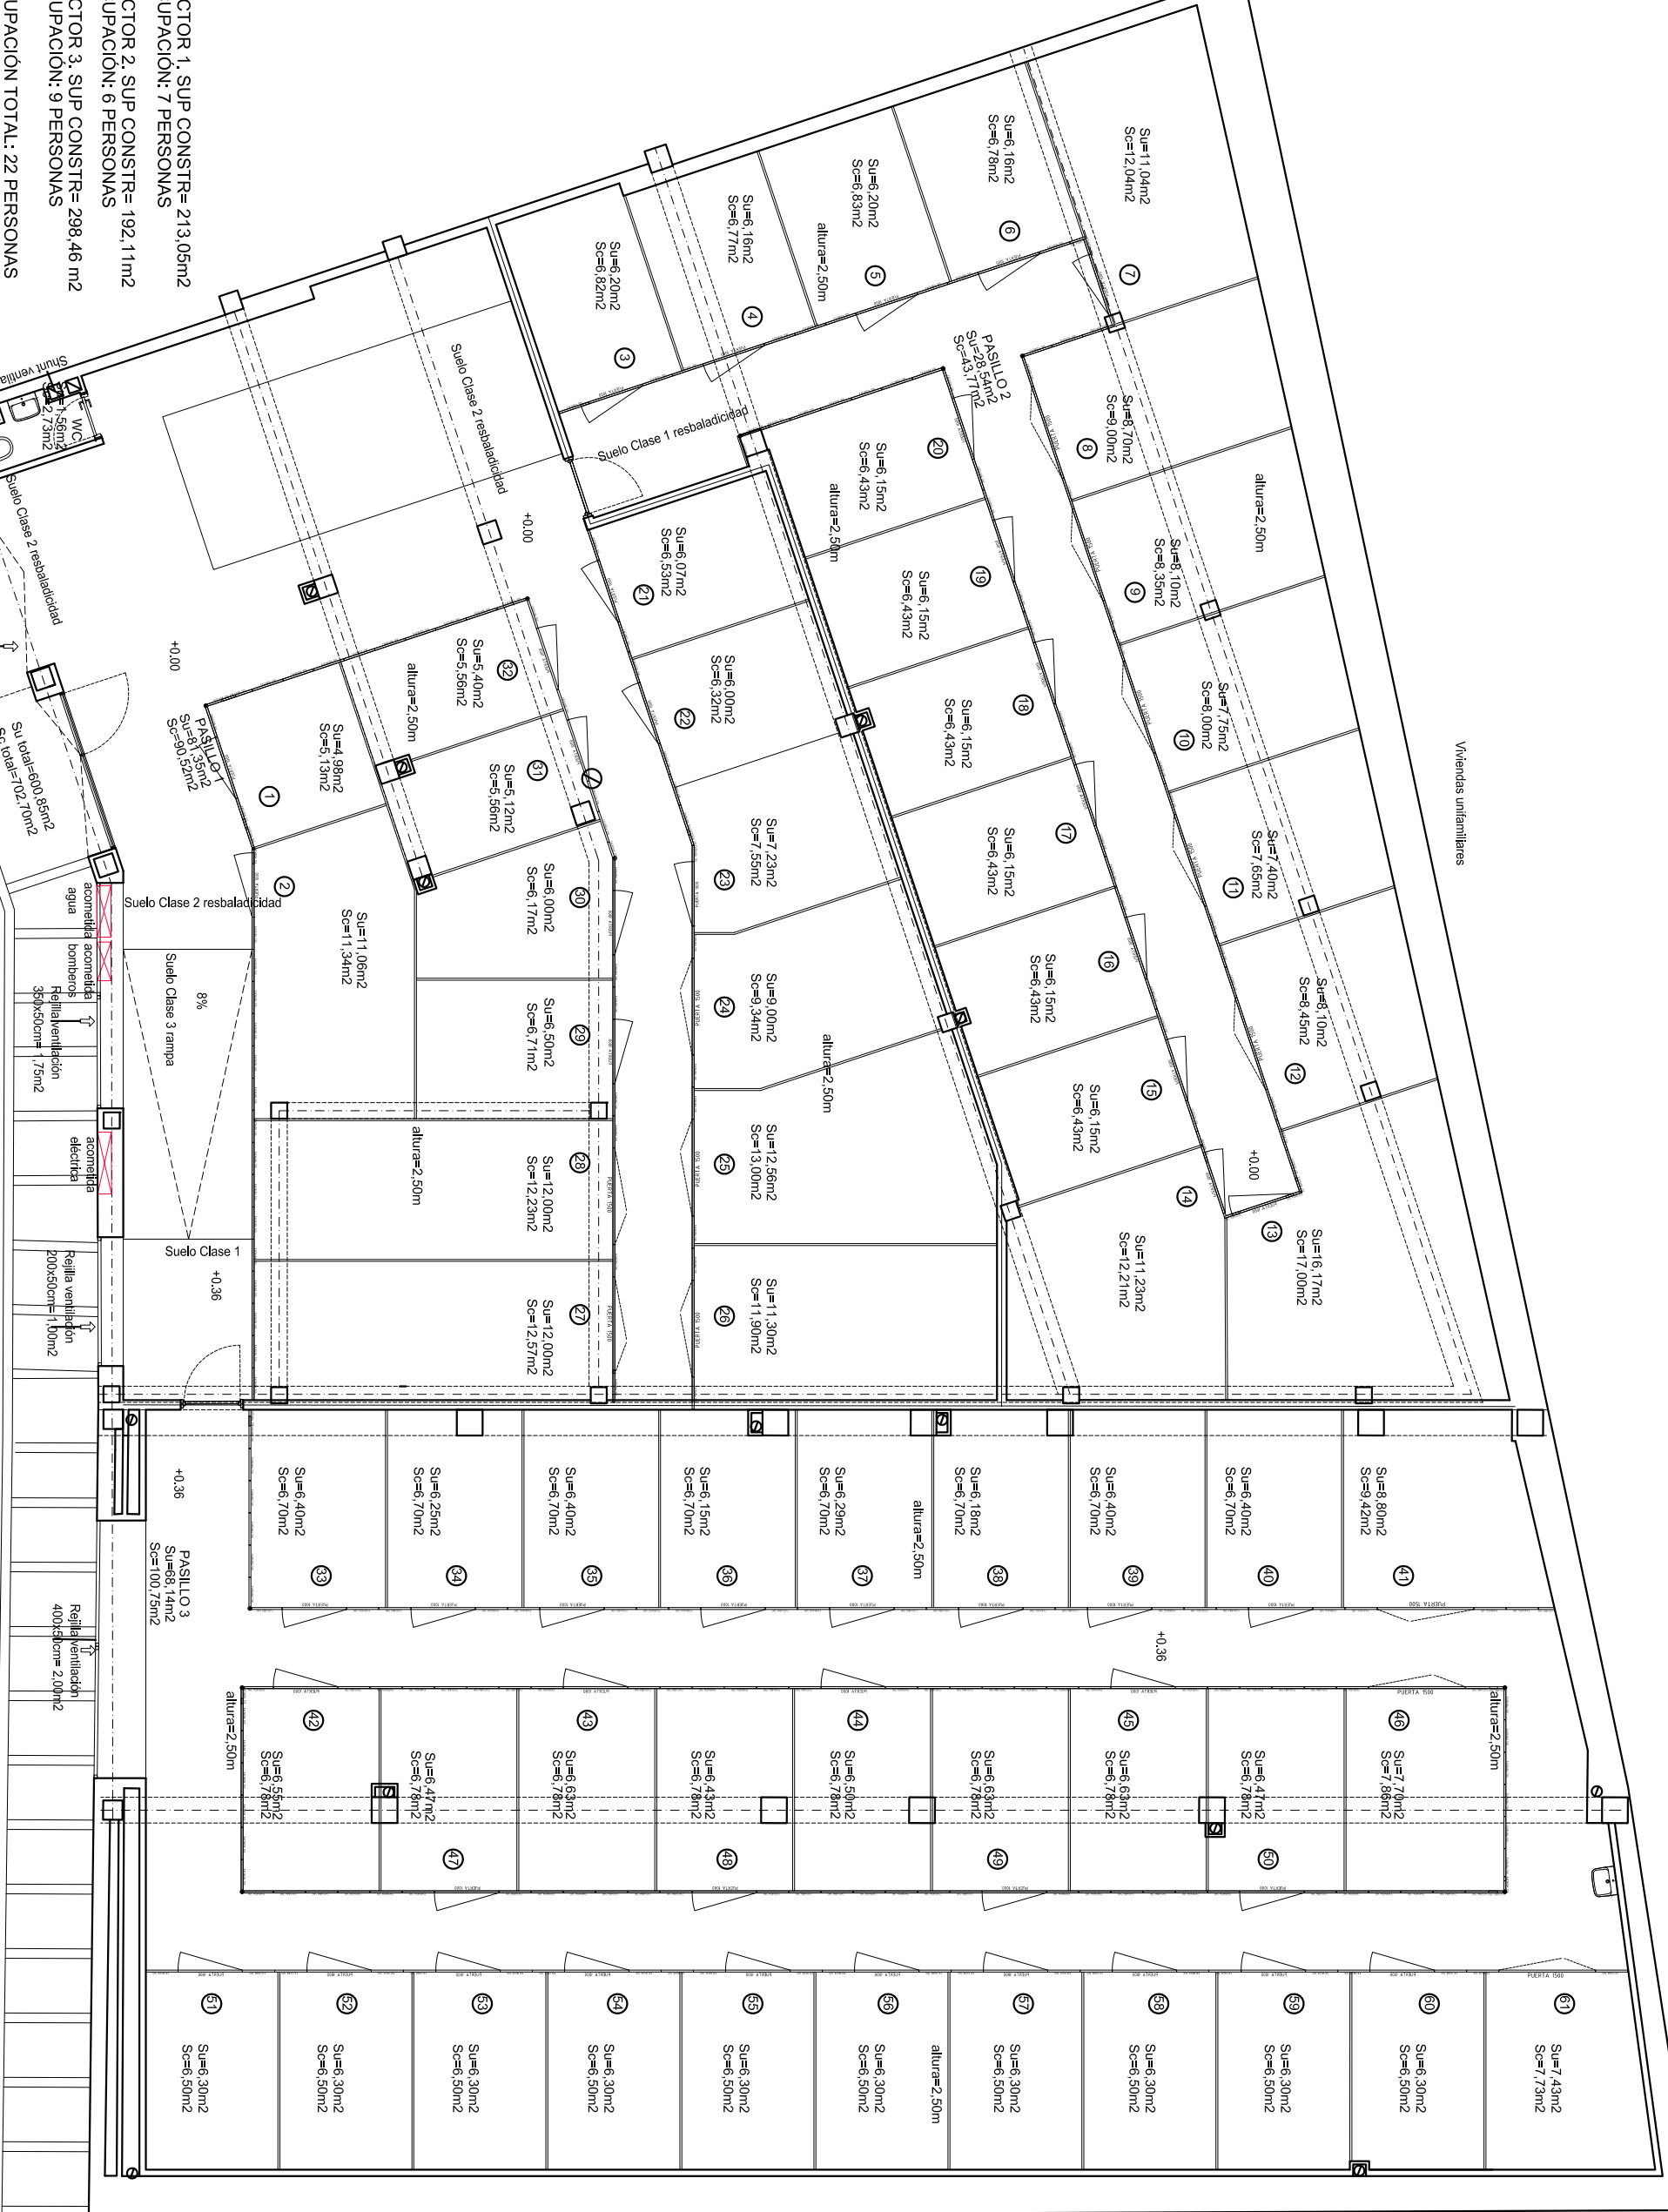 CTOR 1. SUP CONSTR= 213,05m2
UPACIÓN: 7 PERSONAS
CTOR 2. SUP CONSTR= 192,11m2
UPACIÓN: 6 PERSONAS
CTOR 3. SUP CONSTR= 298,46 m2
UPACIÓN: 9 PERSONAS
UPACIÓN TOTAL: 22 PERSONAS
Viviendas unifamiliares
Su=11,04m2
Sc=12,04m2
7
Su=6,16m2
Sc=6,78m2
6
Su=6,20m2
Sc=6,83m2
5
altura=2,50m
Su=6,16m2
Sc=6,77m2
4
Su=6,20m2
Sc=6,82m2
3
PASILLO 2
Su=28,54m2
Sc=43,77m2
Su=8,70m2
Sc=9,00m2
8
altura=2,50m
Su=8,10m2
Sc=8,35m2
9
Su=7,75m2
Sc=8,00m2
10
Su=7,40m2
Sc=7,65m2
11
Su=8,10m2
Sc=8,45m2
12
+0.00
Su=16,17m2
Sc=17,00m2
13
Su=11,23m2
Sc=12,21m2
14
Su=6,15m2
Sc=6,43m2
15
Su=6,15m2
Sc=6,43m2
16
Su=6,15m2
Sc=6,43m2
17
Su=6,15m2
Sc=6,43m2
18
Su=6,15m2
Sc=6,43m2
19
Su=6,15m2
Sc=6,43m2
20
altura=2,50m
Suelo Clase 1 resbaladicidad
Suelo Clase 2 resbaladicidad
+0.00
Su=6,07m2
Sc=6,53m2
21
Su=6,00m2
Sc=6,32m2
22
Su=7,23m2
Sc=7,55m2
23
Su=9,00m2
Sc=9,34m2
24
altura=2,50m
Su=12,56m2
Sc=13,00m2
25
Su=11,30m2
Sc=11,90m2
26
Su=12,00m2
Sc=12,57m2
27
Su=12,00m2
Sc=12,23m2
28
altura=2,50m
Su=6,50m2
Sc=6,71m2
29
Su=6,00m2
Sc=6,17m2
30
Su=5,12m2
Sc=5,56m2
31
Su=5,40m2
Sc=5,56m2
32
altura=2,50m
Su=4,98m2
Sc=5,13m2
1
Su=11,06m2
Sc=11,34m2
2
PASILLO 1
Su=81,35m2
Sc=90,52m2
+0.00
Shunt ventila
WC
Su=1,56m2
2,73m2
Suelo Clase 2 resbaladicidad
Su total=600,85m2
Sc total=702,70m2
Suelo Clase 2 resbaladicidad
acometida
agua
acometida
bomberos
Rejilla ventilación
350x50cm= 1,75m2
8%
Suelo Clase 3 rampa
acometida
eléctrica
Suelo Clase 1
+0.36
Rejilla ventilación
200x50cm=1,00m2
+0.36
PASILLO 3
Su=68,14m2
Sc=100,75m2
Rejilla ventilación
400x50cm= 2,00m2
Su=6,40m2
Sc=6,70m2
33
Su=6,25m2
Sc=6,70m2
34
Su=6,40m2
Sc=6,70m2
35
Su=6,15m2
Sc=6,70m2
36
Su=6,29m2
Sc=6,70m2
37
altura=2,50m
Su=6,18m2
Sc=6,70m2
38
Su=6,40m2
Sc=6,70m2
39
Su=6,40m2
Sc=6,70m2
40
Su=8,80m2
Sc=9,42m2
41
PUERTA 1500
+0.36
altura=2,50m
42
Su=6,55m2
Sc=6,78m2
Su=6,47m2
Sc=6,78m2
47
43
Su=6,63m2
Sc=6,78m2
Su=6,43m2
Sc=6,78m2
48
44
Su=6,50m2
Sc=6,78m2
Su=6,63m2
Sc=6,78m2
49
45
Su=6,63m2
Sc=6,78m2
Su=6,47m2
Sc=6,78m2
50
PUERTA 1500
46
Su=7,70m2
Sc=7,86m2
altura=2,50m
51
Su=6,30m2
Sc=6,50m2
52
Su=6,30m2
Sc=6,50m2
53
Su=6,30m2
Sc=6,50m2
54
Su=6,30m2
Sc=6,50m2
55
Su=6,30m2
Sc=6,50m2
56
Su=6,30m2
Sc=6,50m2
altura=2,50m
57
Su=6,30m2
Sc=6,50m2
58
Su=6,30m2
Sc=6,50m2
59
Su=6,30m2
Sc=6,50m2
60
Su=6,30m2
Sc=6,50m2
PUERTA 1500
61
Su=7,43m2
Sc=7,73m2